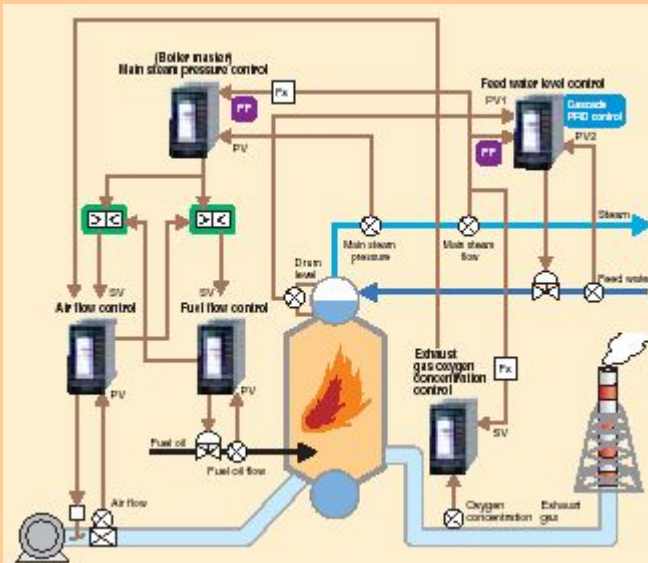 (Boiler master)
Main steam pressure control
Fx
FF
PV
Feed water level control
PV1
Cascade
PRID control
PV2
FF
> <
> <
SV
SV
Air flow control
Fuel flow control
PV
PV
Drum
level
Main steam
pressure
Main steam
flow
Steam
Feed water
Exhaust
gas oxygen
concentration
control
Fx
SV
Fuel oil
Fuel oil flow
Air flow
Oxygen
concentration
Exhaust
gas